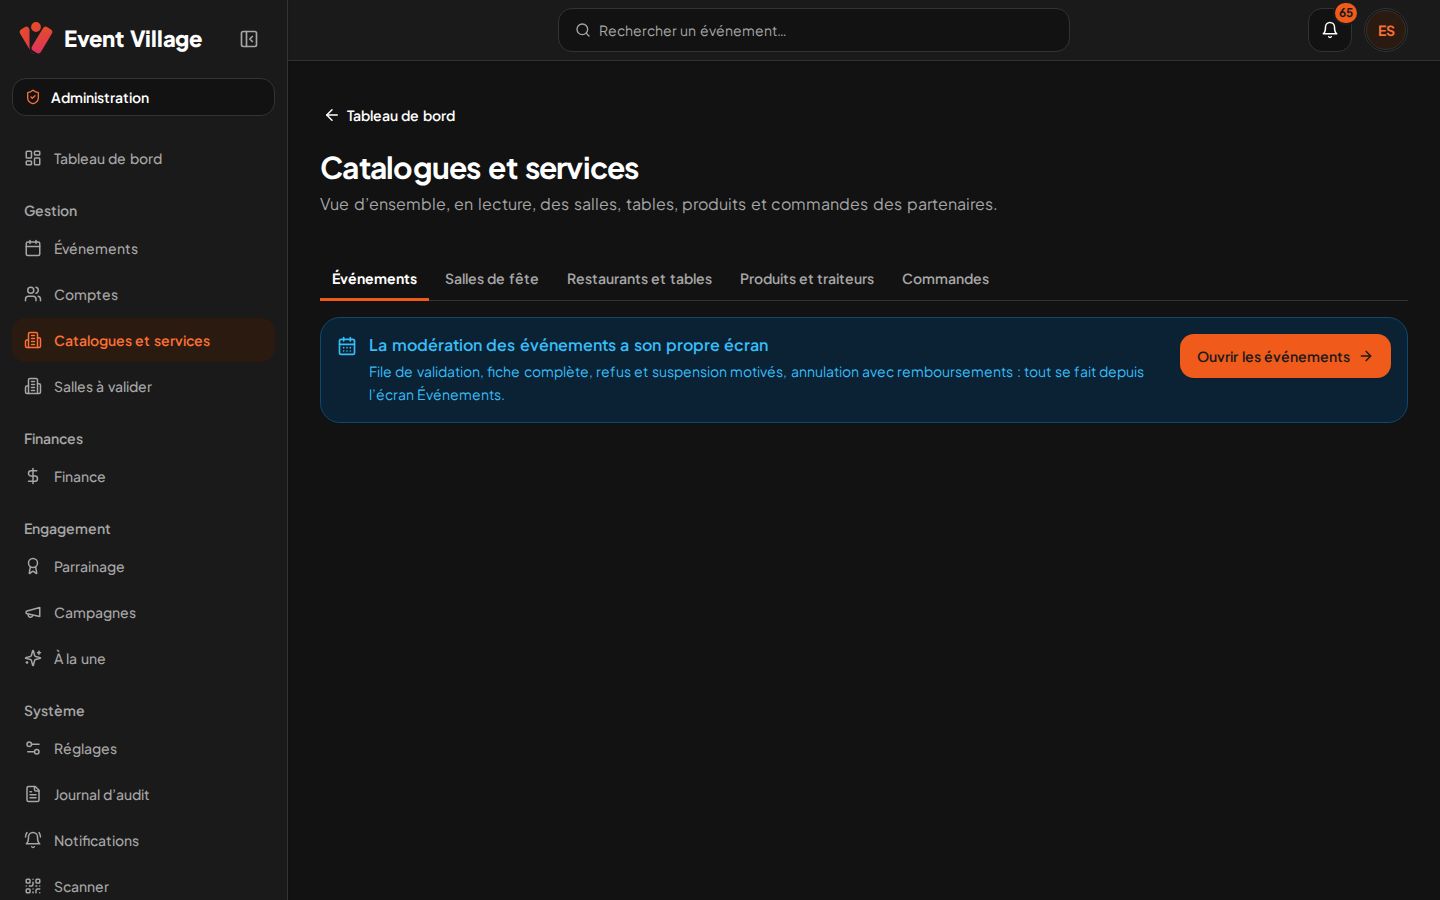 Event Village
Rechercher un événement...
65
ES
Administration
Tableau de bord
Gestion
Événements
Comptes
Catalogues et services
Salles à valider
Finances
Finance
Engagement
Parrainage
Campagnes
À la une
Système
Réglages
Journal d’audit
Notifications
Scanner
Tableau de bord
Catalogues et services
Vue d’ensemble, en lecture, des salles, tables, produits et commandes des partenaires.
Événements Salles de fête Restaurants et tables Produits et traiteurs Commandes
La modération des événements a son propre écran
File de validation, fiche complète, refus et suspension motivés, annulation avec remboursements : tout se fait depuis
l’écran Événements.
Ouvrir les événements